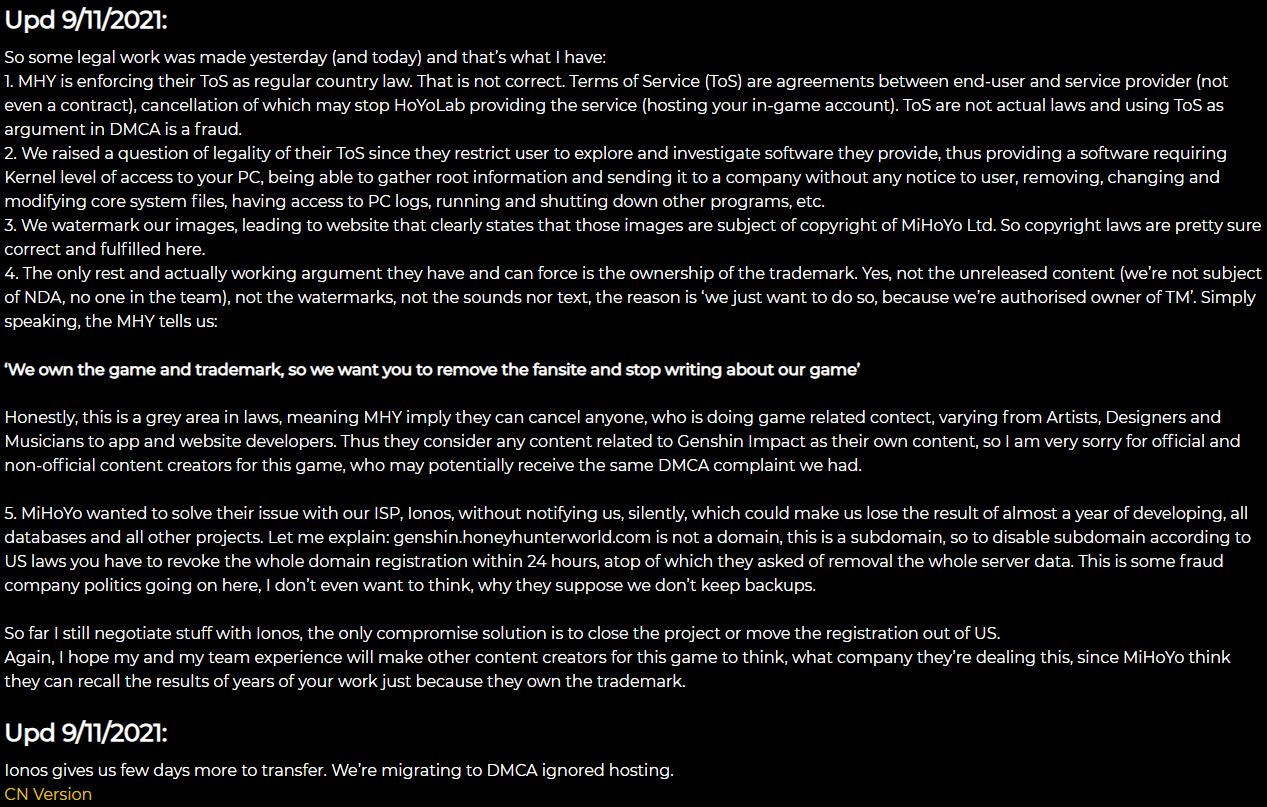 Upd 9/11/2021:
So some legal work was made yesterday (and today) and that's what I have:
1. MHY is enforcing their ToS as regular country law. That is not correct. Terms of Service (ToS) are agreements between end-user and service provider (not
even a contract), cancellation of which may stop HoYoLab providing the service (hosting your in-game account). ToS are not actual laws and using ToS as
argument in DMCA is a fraud.
2. We raised a question of legality of their ToS since they restrict user to explore and investigate software they provide, thus providing a software requiring
Kernel level of access to your PC, being able to gather root information and sending it to a company without any notice to user, removing, changing and
modifying core system files, having access to PC logs, running and shutting down other programs, etc.
3. We watermark our images, leading to website that clearly states that those images are subject of copyright of MiHoYo Ltd. So copyright laws are pretty sure
correct and fulfilled here.
4. The only rest and actually working argument they have and can force is the ownership of the trademark. Yes, not the unreleased content (we're not subject
of NDA, no one in the team), not the watermarks, not the sounds nor text, the reason is 'we just want to do so, because we're authorised owner of TM'. Simply
speaking, the MHY tells us:
'We own the game and trademark, so we want you to remove the fansite and stop writing about our game'
Honestly, this is a grey area in laws, meaning MHY imply they can cancel anyone, who is doing game related contect, varying from Artists, Designers and
Musicians to app and website developers. Thus they consider any content related to Genshin Impact as their own content, so I am very sorry for official and
non-official content creators for this game, who may potentially receive the same DMCA complaint we had.
5. MiHoYo wanted to solve their issue with our ISP, Ionos, without notifying us, silently, which could make us lose the result of almost a year of developing, all
databases and all other projects. Let me explain: genshin.honeyhunterworld.com is not a domain, this is a subdomain, so to disable subdomain according to
US laws you have to revoke the whole domain registration within 24 hours, atop of which they asked of removal the whole server data. This is some fraud
company politics going on here, I don't even want to think, why they suppose we don't keep backups.
So far I still negotiate stuff with Ionos, the only compromise solution is to close the project or move the registration out of US.
Again, I hope my and my team experience will make other content creators for this game to think, what company they're dealing this, since MiHoYo think
they can recall the results of years of your work just because they own the trademark.
Upd 9/11/2021:
Ionos gives us few days more to transfer. We're migrating to DMCA ignored hosting.
CN Version